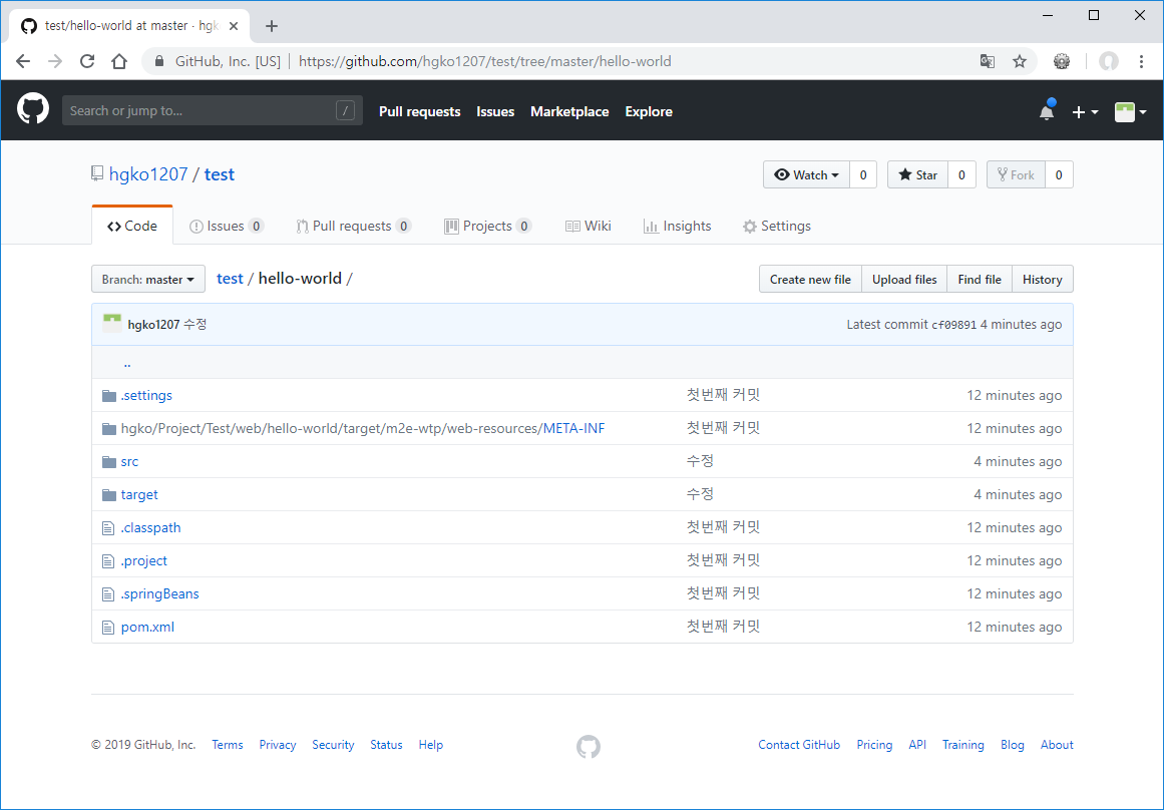 test/hello-world at master · hgk
GitHub, Inc. [US] https://github.com/hgko1207/test/tree/master/hello-world
Search or jump to... / Pull requests Issues Marketplace Explore
hgko1207 / test Watch 0 Star 0 Fork 0
Code Issues 0 Pull requests 0 Projects 0 Wiki Insights Settings
Branch: master test / hello-world / Create new file Upload files Find file History
hgko1207 수정 Latest commit cf09891 4 minutes ago
..
.settings 첫번째 커밋 12 minutes ago
hgko/Project/Test/web/hello-world/target/m2e-wtp/web-resources/META-INF 첫번째 커밋 12 minutes ago
src 수정 4 minutes ago
target 수정 4 minutes ago
.classpath 첫번째 커밋 12 minutes ago
.project 첫번째 커밋 12 minutes ago
.springBeans 첫번째 커밋 12 minutes ago
pom.xml 첫번째 커밋 12 minutes ago
© 2019 GitHub, Inc. Terms Privacy Security Status Help Contact GitHub Pricing API Training Blog About